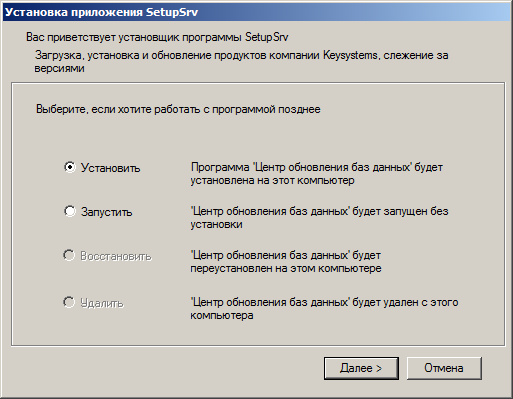 Установка приложения SetupSrv
Вас приветствует установщик программы SetupSrv
Загрузка, установка и обновление продуктов компании Keysystems, слежение за
версиями
Выберите, если хотите работать с программой позднее
Установить
Программа 'Центр обновления баз данных' будет
установлена на этот компьютер
Запустить
'Центр обновления баз данных' будет запущен без
установки
Восстановить
'Центр обновления баз данных' будет
переустановлен на этом компьютере
Удалить
'Центр обновления баз данных' будет удален с этого
компьютера
Далее >
Отмена